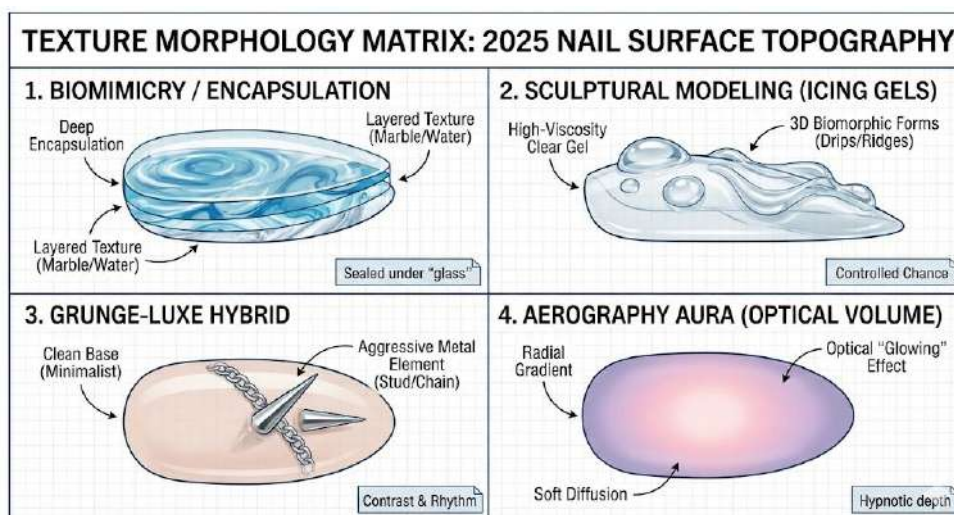 TEXTURE MORPHOLOGY MATRIX: 2025 NAIL SURFACE TOPOGRAPHY
1. BIOMIMICRY / ENCAPSULATION
Deep
Encapsulation
Layered Texture
(Marble/Water)
Layered Texture
(Marble/Water)
Sealed under “glass”
2. SCULPTURAL MODELING (ICING GELS)
High-Viscosity
Clear Gel
3D Biomorphic Forms
(Drips/Ridges)
Controlled Chance
3. GRUNGE-LUXE HYBRID
Clean Base
(Minimalist)
Aggressive Metal
Element
(Stud/Chain)
Contrast & Rhythm
4. AEROGRAPHY AURA (OPTICAL VOLUME)
Radial
Gradient
Optical “Glowing”
Effect
Soft Diffusion
Hypnotic depth